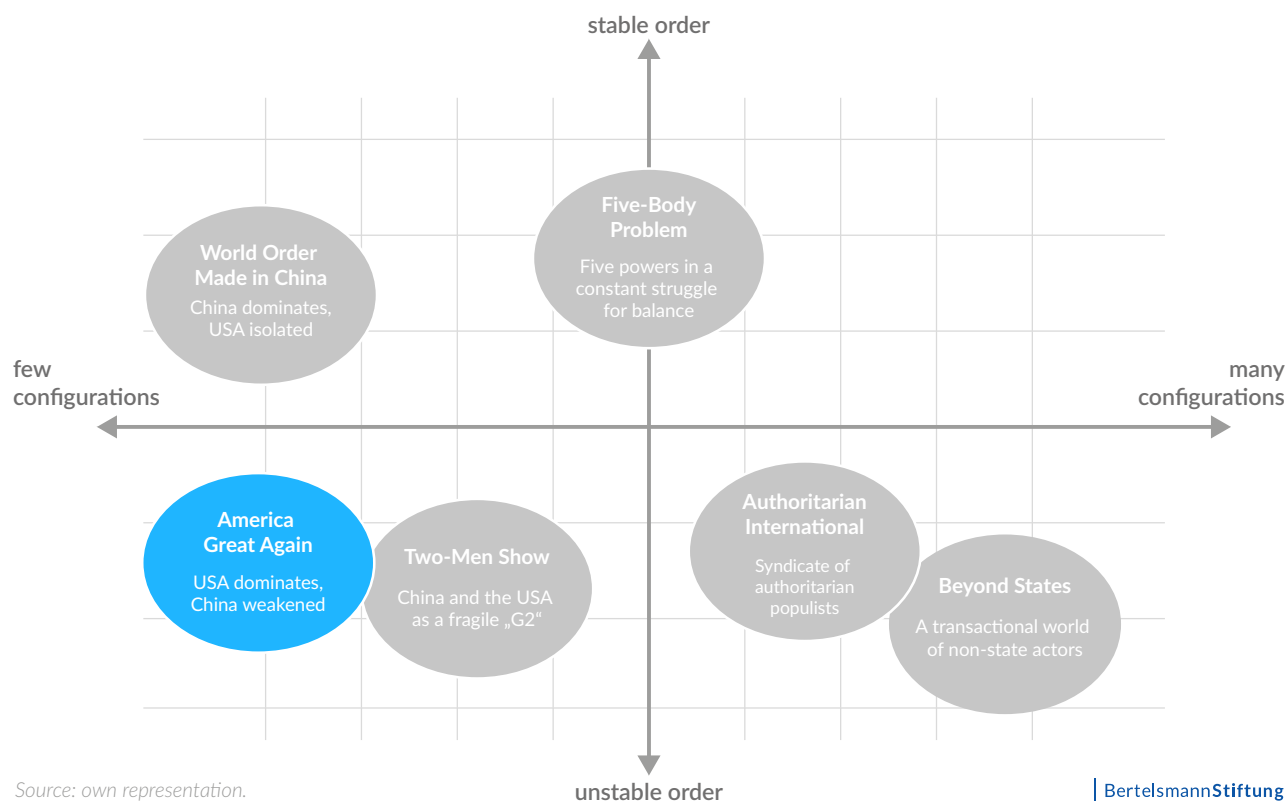 stable order
Five-Body
Problem
Five powers in a
constant struggle
for balance
World Order
Made in China
China dominates,
USA isolated
few
configurations
many
configurations
America
Great Again
USA dominates,
China weakened
Two-Men Show
China and the USA
as a fragile „G2“
Authoritarian
International
Syndicate of
authoritarian
populists
Beyond States
A transactional world
of non-state actors
unstable order
Source: own representation.
BertelsmannStiftung